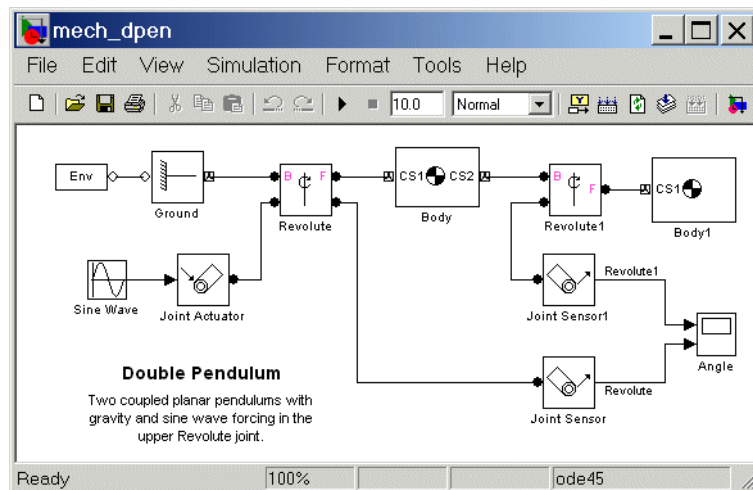 mech_dpen
File Edit View Simulation Format Tools Help
10.0 Normal
Env
Ground
B F
Revolute
CS1 CS2
Body
B F
Revolute1
CS1
Body1
Sine Wave
Joint Actuator
Joint Sensor1
Revolute1
Angle
Joint Sensor
Revolute
Double Pendulum
Two coupled planar pendulums with
gravity and sine wave forcing in the
upper Revolute joint.
Ready 100% ode45